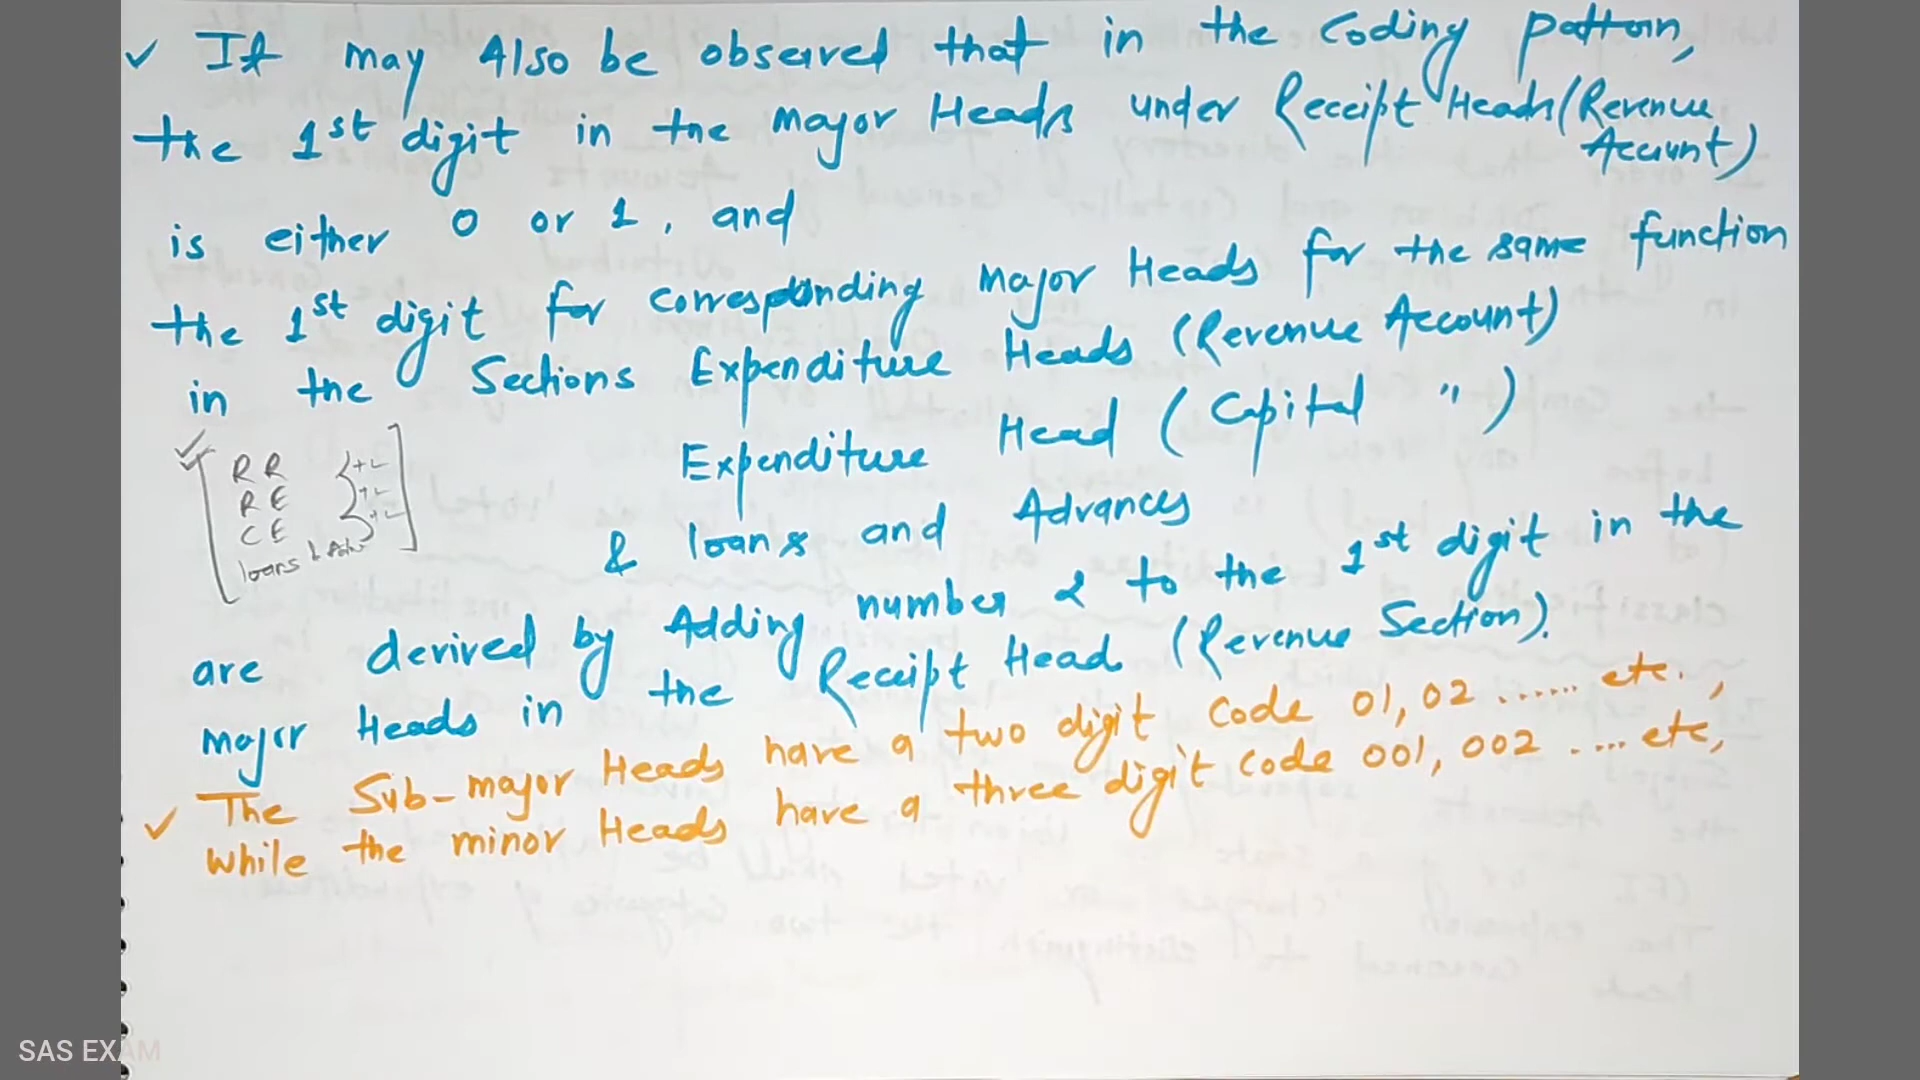 ✓ It may Also be observed that in the Coding pattern,
the 1st digit in the major Heads under Receipt Heads (Revenue
Account)
is either 0 or 1, and
the 1st digit for corresponding major Heads for the same function
in the Sections Expenditure Heads (Revenue Account)
Expenditure Head (Capital ")
& loans and Advances
RR
RE
CE
loans &
+2
+2
+2
are derived by Adding number 2 to the 1st digit in the
major Heads in the Receipt Head (Revenue Section).
The Sub-major Heads have a two digit code 01, 02 ...... etc.,
✓ while the minor Heads have a three digit code 001, 002 .... etc,
SAS EXAM